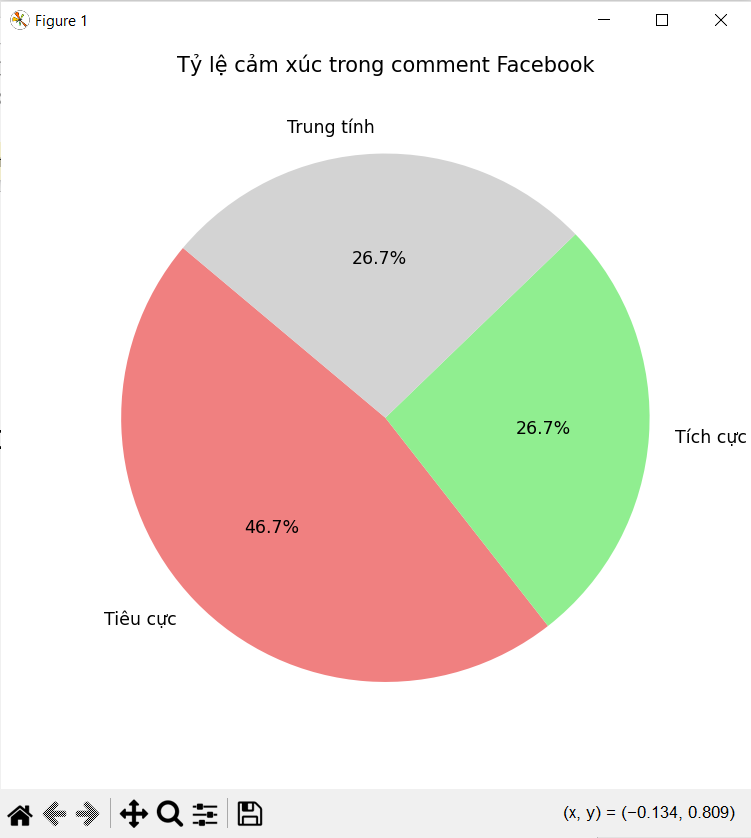 Figure 1
Tỷ lệ cảm xúc trong comment Facebook
Trung tính
26.7%
26.7%
Tích cực
46.7%
Tiêu cực
(x, y) = (−0.134, 0.809)